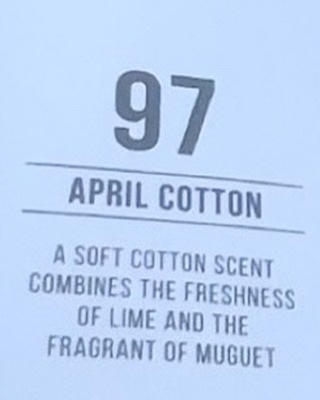 97
APRIL COTTON
A SOFT COTTON SCENT
COMBINES THE FRESHNESS
OF LIME AND THE
FRAGRANT OF MUGUET